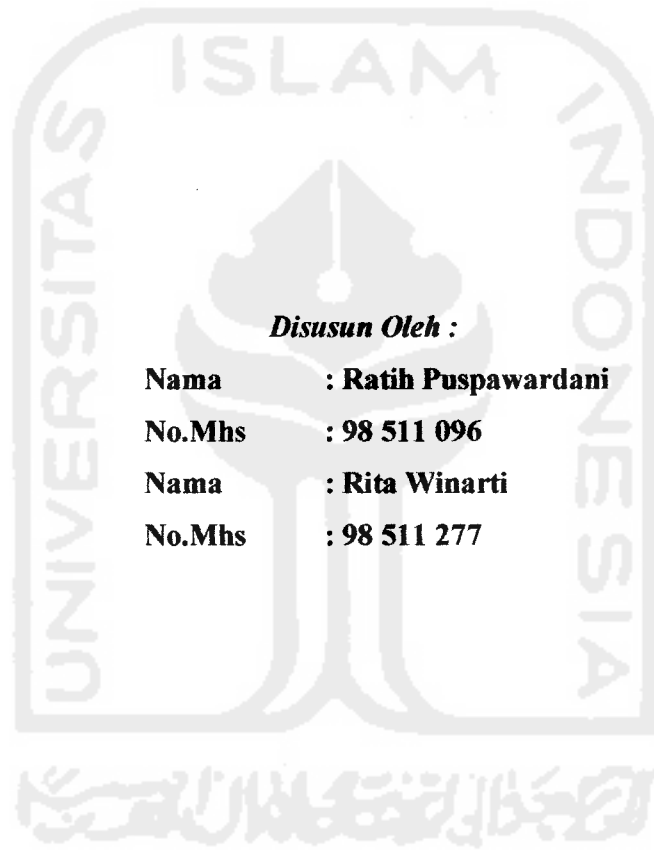 ISLAM
UNIVERSITAS
INDONESIA
Disusun Oleh :
Nama : Ratih Puspawardani
No.Mhs : 98 511 096
Nama : Rita Winarti
No.Mhs : 98 511 277